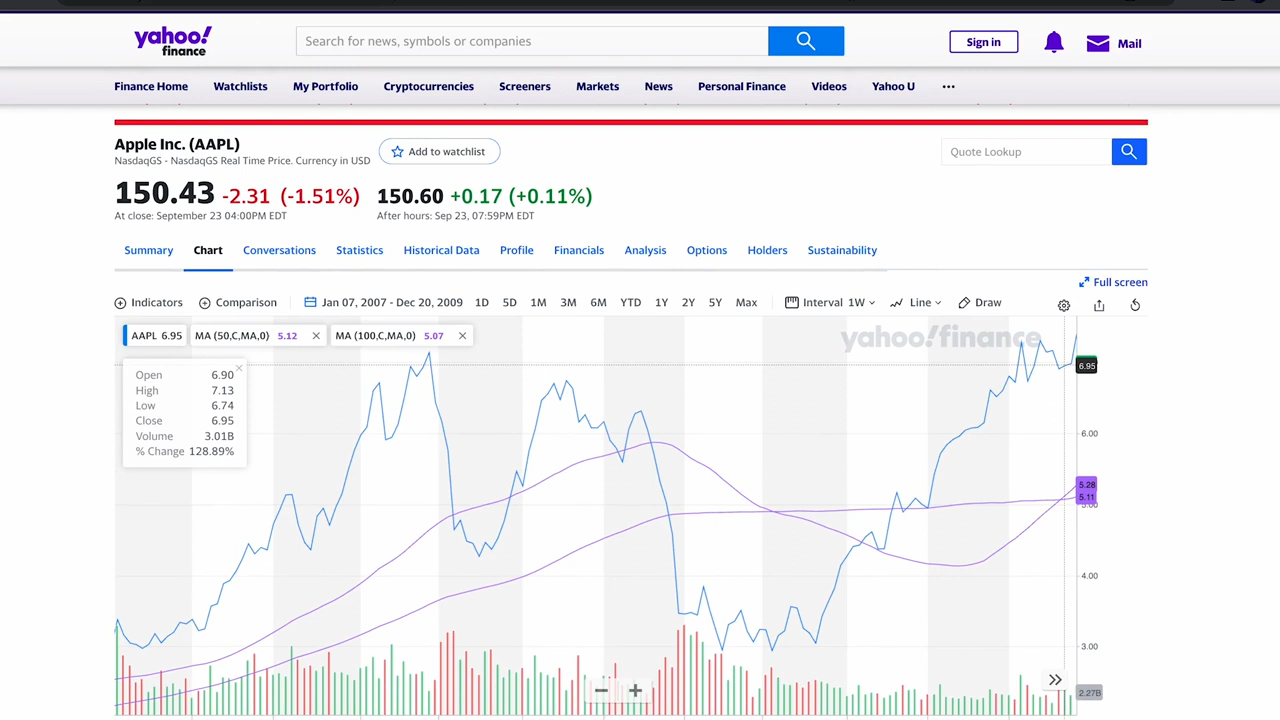 yahoo!
finance
Search for news, symbols or companies
Sign in
Mail
Finance Home Watchlists My Portfolio Cryptocurrencies Screeners Markets News Personal Finance Videos Yahoo U ...
Apple Inc. (AAPL)
NasdaqGS - NasdaqGS Real Time Price. Currency in USD
Add to watchlist
Quote Lookup
150.43 -2.31 (-1.51%) 150.60 +0.17 (+0.11%)
At close: September 23 04:00PM EDT After hours: Sep 23, 07:59PM EDT
Summary Chart Conversations Statistics Historical Data Profile Financials Analysis Options Holders Sustainability
Full screen
Indicators Comparison Jan 07, 2007 - Dec 20, 2009 1D 5D 1M 3M 6M YTD 1Y 2Y 5Y Max Interval 1W Line Draw
AAPL 6.95 MA (50,C,MA,0) 5.12 MA (100,C,MA,0) 5.07
yahoo!finance
Open 6.90
High 7.13
Low 6.74
Close 6.95
Volume 3.01B
% Change 128.89%
6.95
6.00
5.28
5.11
5.00
4.00
3.00
2.27B